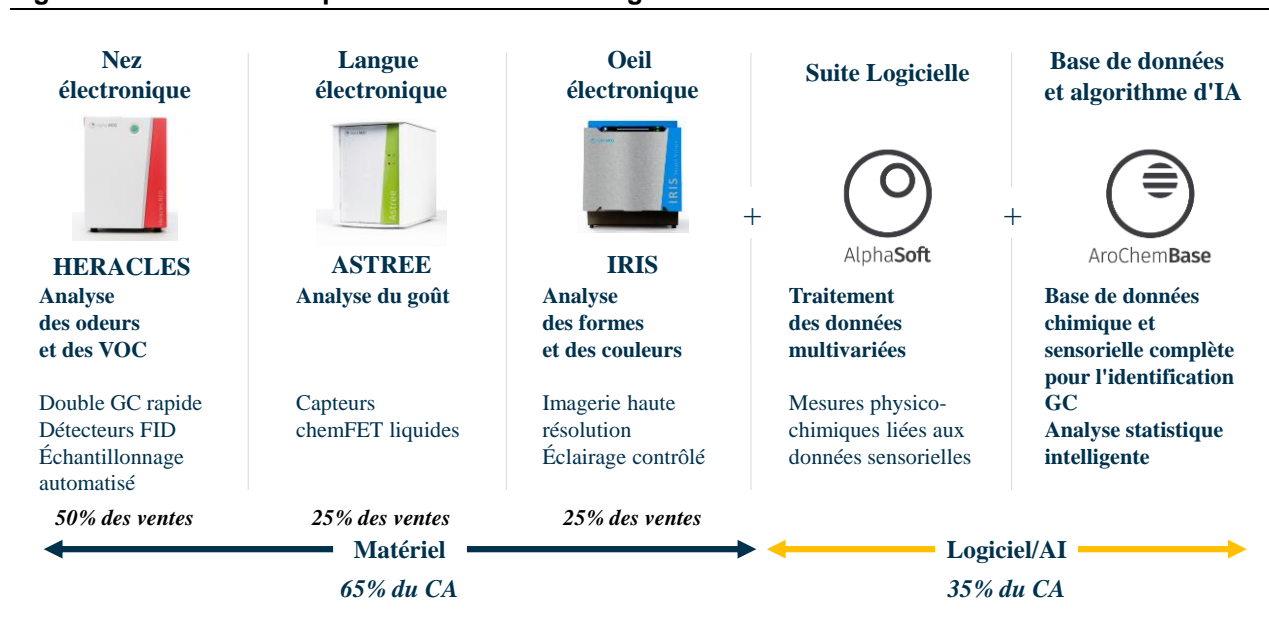 Nez
électronique
HERACLES
Analyse
des odeurs
et des VOC
Double GC rapide
Détecteurs FID
Échantillonnage
automatisé
50% des ventes
Langue
électronique
Astree
ASTREE
Analyse du goût
Capteurs
chemFET liquides
25% des ventes
Oeil
électronique
IRIS
IRIS
Analyse
des formes
et des couleurs
Imagerie haute
résolution
Éclairage contrôlé
25% des ventes
+
Suite Logicielle
AlphaSoft
Traitement
des données
multivariées
Mesures physico-
chimiques liées aux
données sensorielles
+
Base de données
et algorithme d'IA
AroChemBase
Base de données
chimique et
sensorielle complète
pour l'identification
GC
Analyse statistique
intelligente
Matériel
65% du CA
Logiciel/AI
35% du CA